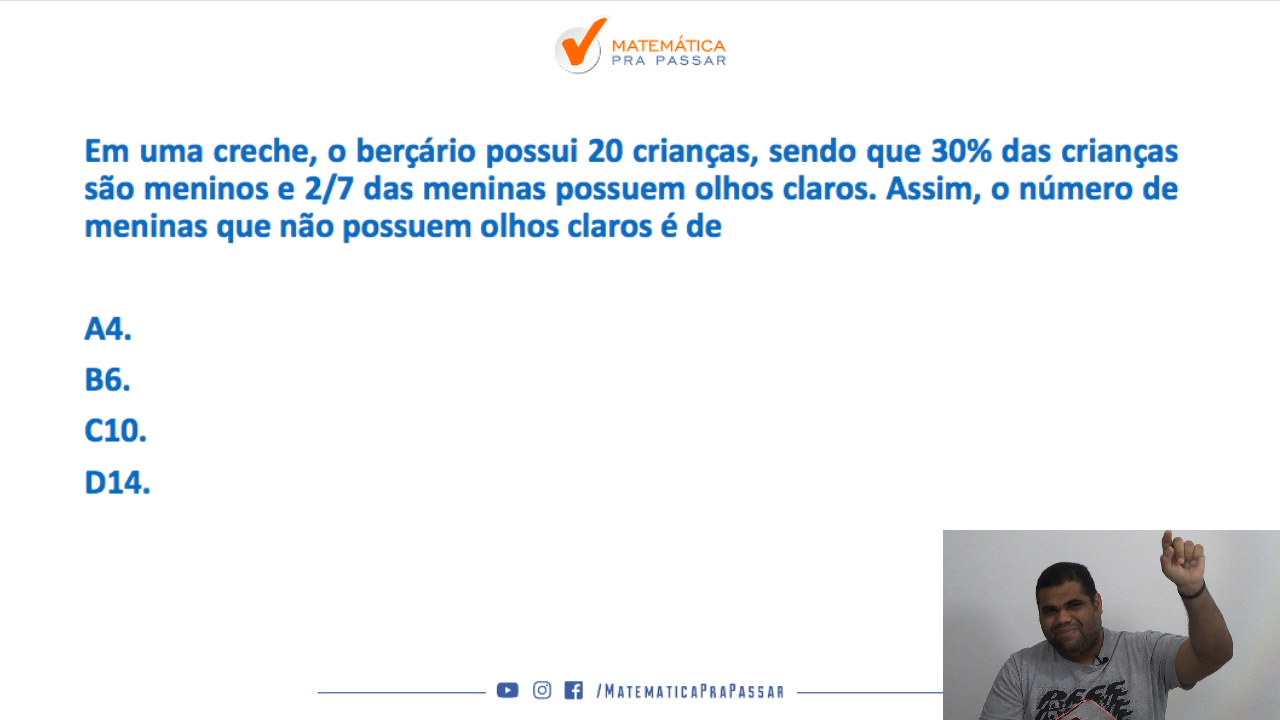 MATEMÁTICA
PRA PASSAR
Em uma creche, o berçário possui 20 crianças, sendo que 30% das crianças
são meninos e 2/7 das meninas possuem olhos claros. Assim, o número de
meninas que não possuem olhos claros é de
A4.
B6.
C10.
D14.
/MATEMATICAPRAPASSAR